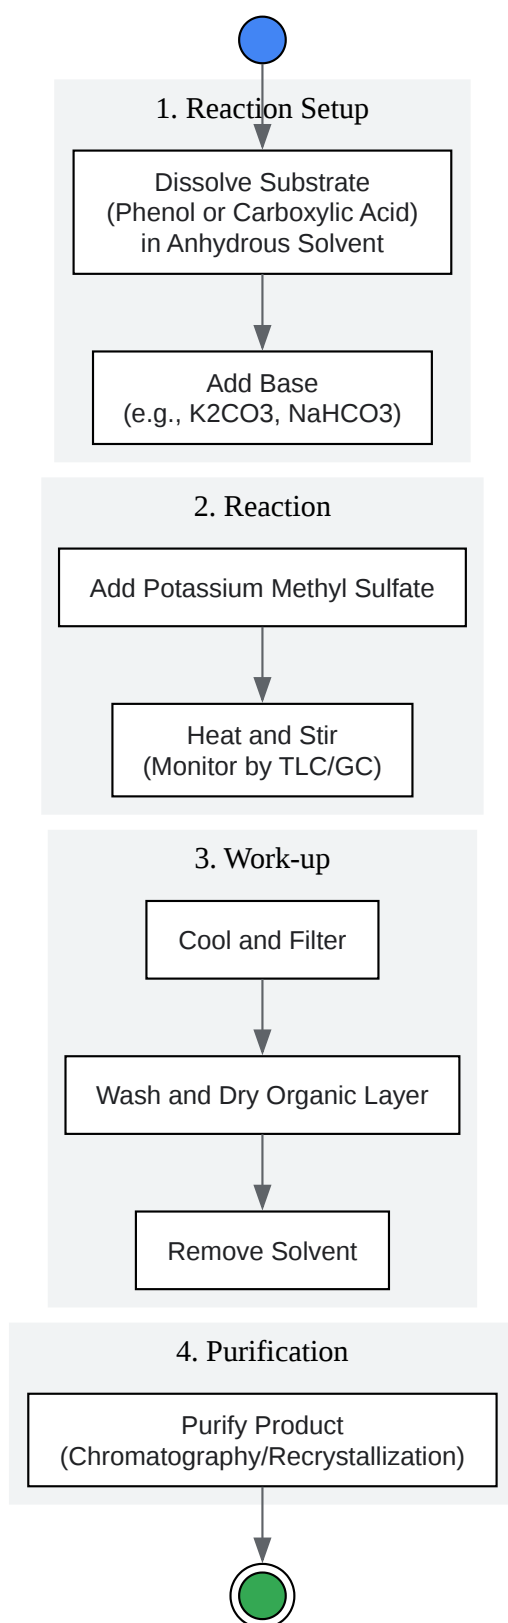 1. Reaction Setup
Dissolve Substrate
(Phenol or Carboxylic Acid)
in Anhydrous Solvent
Add Base
(e.g., K2CO3, NaHCO3)
2. Reaction
Add Potassium Methyl Sulfate
Heat and Stir
(Monitor by TLC/GC)
3. Work-up
Cool and Filter
Wash and Dry Organic Layer
Remove Solvent
4. Purification
Purify Product
(Chromatography/Recrystallization)